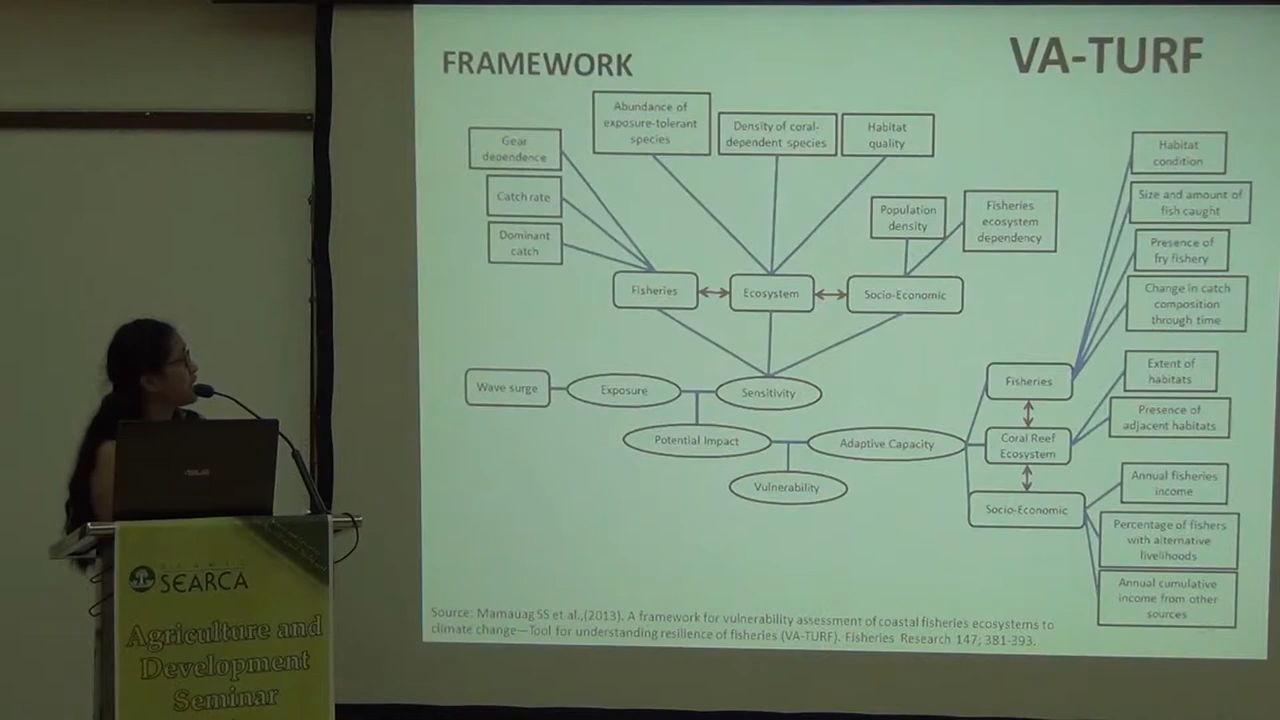 FRAMEWORK
VA-TURF
Gear
dependence
Catch rate
Dominant
catch
Abundance of
exposure-tolerant
species
Density of coral-
dependent species
Habitat
quality
Population
density
Fisheries
ecosystem
dependency
Fisheries
Ecosystem
Socio-Economic
Wave surge
Exposure
Sensitivity
Potential Impact
Adaptive Capacity
Vulnerability
Fisheries
Coral Reef
Ecosystem
Socio-Economic
Habitat
condition
Size and amount of
fish caught
Presence of
fry fishery
Change in catch
composition
through time
Extent of
habitats
Presence of
adjacent habitats
Annual fisheries
income
Percentage of fishers
with alternative
livelihoods
Annual cumulative
income from other
sources
Source: Mamauag SS et al.,(2013). A framework for vulnerability assessment of coastal fisheries ecosystems to
climate change—Tool for understanding resilience of fisheries (VA-TURF). Fisheries Research 147; 381-393.
ASUS
SEARCA
Agriculture and
Development
Seminar